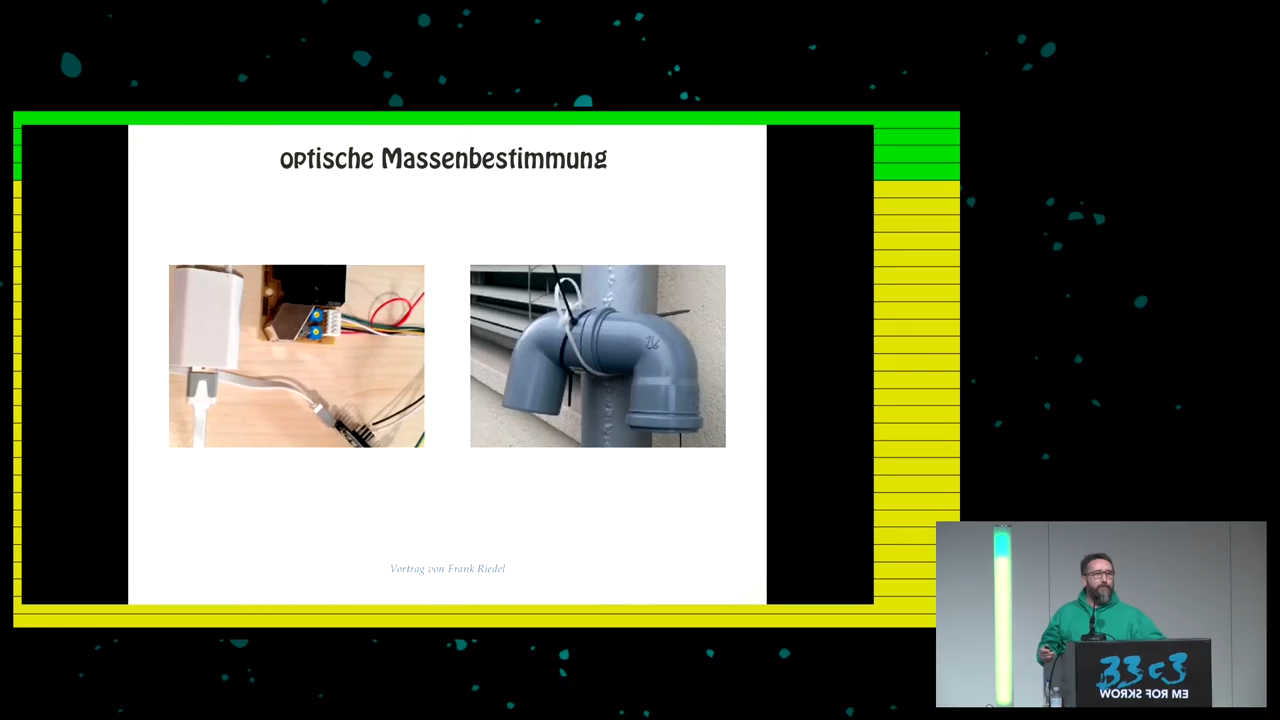 optische Massenbestimmung
Vortrag von Frank Riedel
33c3
WORKS FOR ME